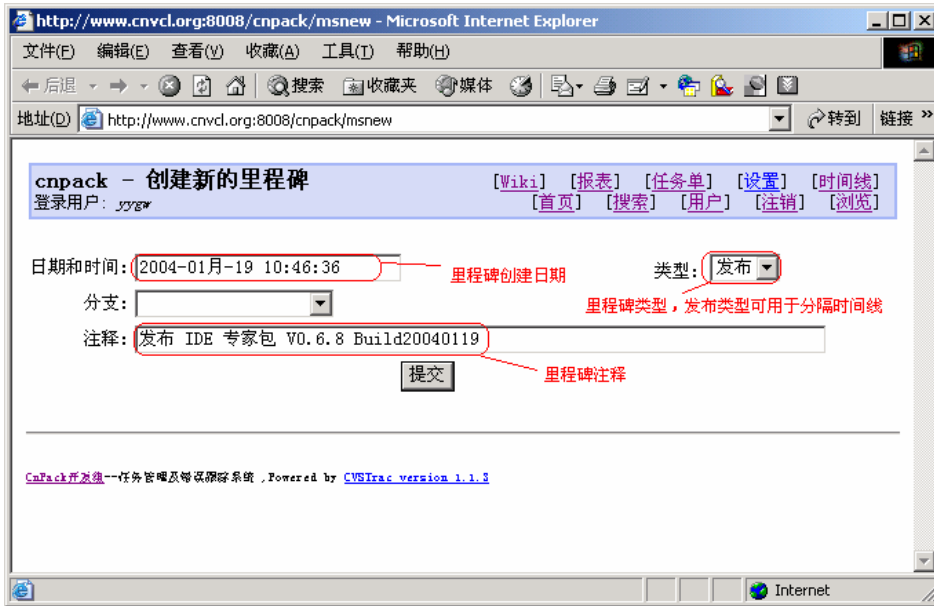 http://www.cnvcl.org:8008/cnpack/msnew - Microsoft Internet Explorer
文件(F) 编辑(E) 查看(V) 收藏(A) 工具(T) 帮助(H)
后退 搜索 收藏夹 媒体
地址(D) http://www.cnvcl.org:8008/cnpack/msnew 转到 链接 »
cnpack - 创建新的里程碑 [Wiki] [报表] [任务单] [设置] [时间线]
登录用户: yygw [首页] [搜索] [用户] [注销] [浏览]
日期和时间: 2004-01月-19 10:46:36 里程碑创建日期 类型: 发布
分支: 里程碑类型，发布类型可用于分隔时间线
注释: 发布 IDE 专家包 V0.6.8 Build20040119
提交 里程碑注释
CnPack开发组--任务管理及错误跟踪系统 ,Powered by CVSTrac version 1.1.3
Internet